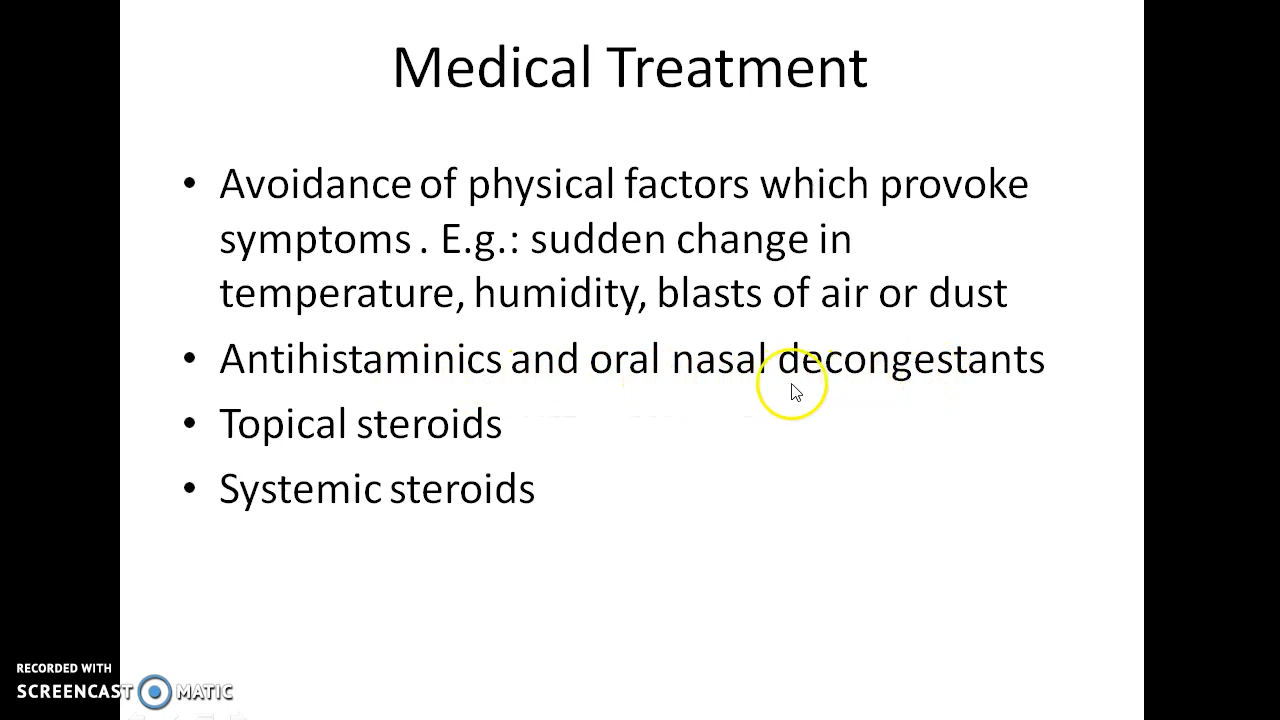 Medical Treatment
• Avoidance of physical factors which provoke
symptoms . E.g.: sudden change in
temperature, humidity, blasts of air or dust
• Antihistaminics and oral nasal decongestants
• Topical steroids
• Systemic steroids
RECORDED WITH
SCREENCAST MATIC